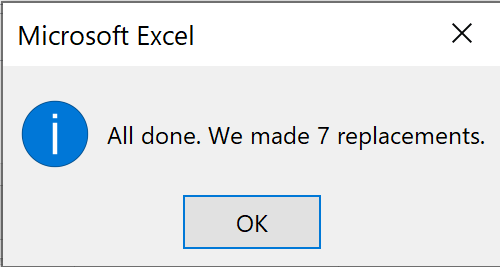 Microsoft Excel
All done. We made 7 replacements.
OK